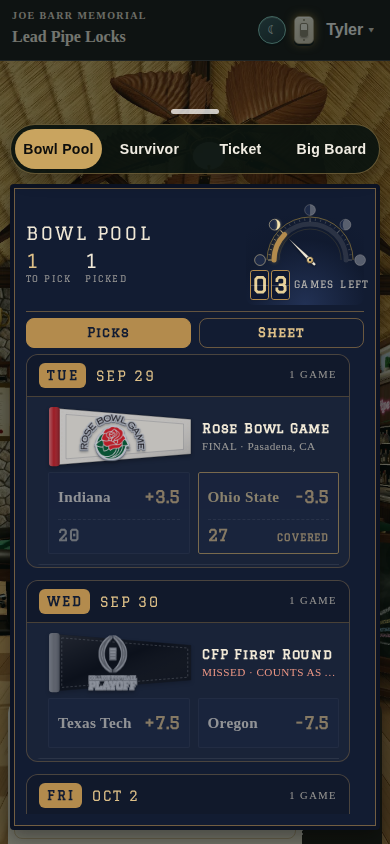 JOE BARR MEMORIAL
Lead Pipe Locks
Tyler
Bowl Pool
Survivor
Ticket
Big Board
BOWL POOL
1 1
TO PICK PICKED
03 GAMES LEFT
PICKS SHEET
TUE SEP 29 1 GAME
ROSE BOWL GAME
ROSE BOWL GAME
FINAL · Pasadena, CA
Indiana +3.5
20
Ohio State -3.5
27 COVERED
WED SEP 30 1 GAME
PLAYOFF
CFP FIRST ROUND
MISSED · COUNTS AS ...
Texas Tech +7.5
Oregon -7.5
FRI OCT 2 1 GAME